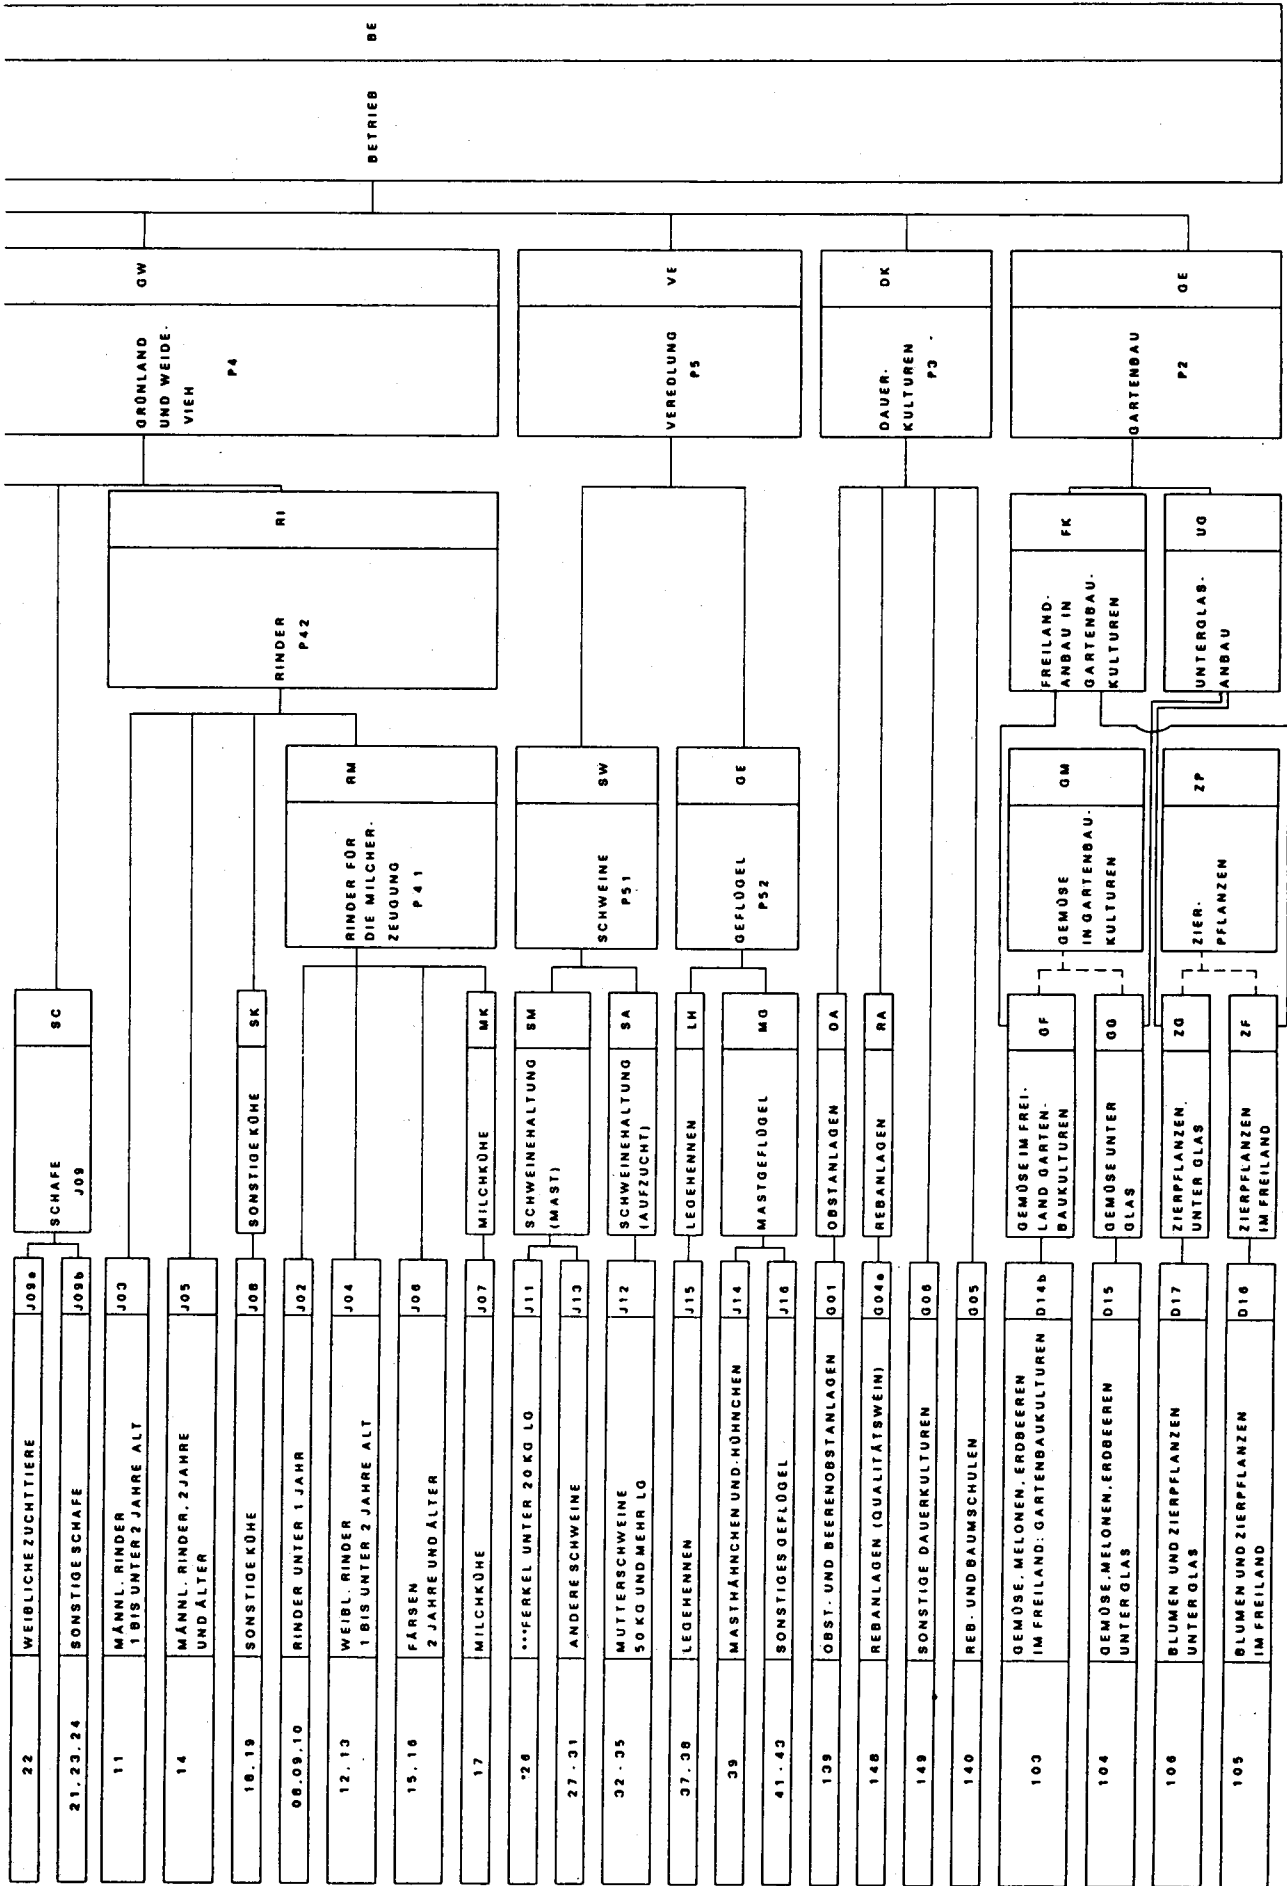 22
WEIBLICHE ZUCHTTIERE
J09a
21.23.24
SONSTIGE SCHAFE
J09b
SCHAFE
J09
SC
11
MÄNNL. RINDER
1 BIS UNTER 2 JAHRE ALT
J03
14
MÄNNL. RINDER, 2 JAHRE
UND ÄLTER
J05
18.19
SONSTIGE KÜHE
J08
SONSTIGE KÜHE
SK
08.09.10
RINDER UNTER 1 JAHR
J02
12.13
WEIBL. RINDER
1 BIS UNTER 2 JAHRE ALT
J04
15.16
FÄRSEN
2 JAHRE UND ÄLTER
J06
17
MILCHKÜHE
J07
MILCHKÜHE
MK
RINDER FÜR
DIE MILCHER-
ZEUGUNG
P41
RM
RINDER
P42
RI
GRÜNLAND
UND WEIDE-
VIEH
P4
GW
BETRIEB
BE
*26
***FERKEL UNTER 20 KG LG
J11
27-31
ANDERE SCHWEINE
J13
SCHWEINEHALTUNG
(MAST)
SM
32-35
MUTTERSCHWEINE
50 KG UND MEHR LG
J12
SCHWEINEHALTUNG
(AUFZUCHT)
SA
SCHWEINE
P51
SW
37.38
LEGEHENNEN
J15
LEGEHENNEN
LH
39
MASTHÄHNCHEN UND -HÜHNCHEN
J14
41-43
SONSTIGES GEFLÜGEL
J16
MASTGEFLÜGEL
MG
GEFLÜGEL
P52
GE
VEREDLUNG
P5
VE
139
OBST- UND BEERENOBSTANLAGEN
G01
OBSTANLAGEN
OA
148
REBANLAGEN (QUALITÄTSWEIN)
G04a
REBANLAGEN
RA
149
SONSTIGE DAUERKULTUREN
G06
140
REB- UND BAUMSCHULEN
G05
DAUER-
KULTUREN
P3
DK
103
GEMÜSE, MELONEN, ERDBEEREN
IM FREILAND: GARTENBAUKULTUREN
D14b
GEMÜSE IM FREI-
LAND GARTEN-
BAUKULTUREN
GF
104
GEMÜSE, MELONEN, ERDBEEREN
UNTER GLAS
D15
GEMÜSE UNTER
GLAS
GG
GEMÜSE
IN GARTENBAU-
KULTUREN
GM
FREILAND-
ANBAU IN
GARTENBAU-
KULTUREN
FK
106
BLUMEN UND ZIERPFLANZEN
UNTER GLAS
D17
ZIERPFLANZEN
UNTER GLAS
ZG
105
BLUMEN UND ZIERPFLANZEN
IM FREILAND
D16
ZIERPFLANZEN
IM FREILAND
ZF
ZIER-
PFLANZEN
ZP
UNTERGLAS-
ANBAU
UG
GARTENBAU
P2
GE